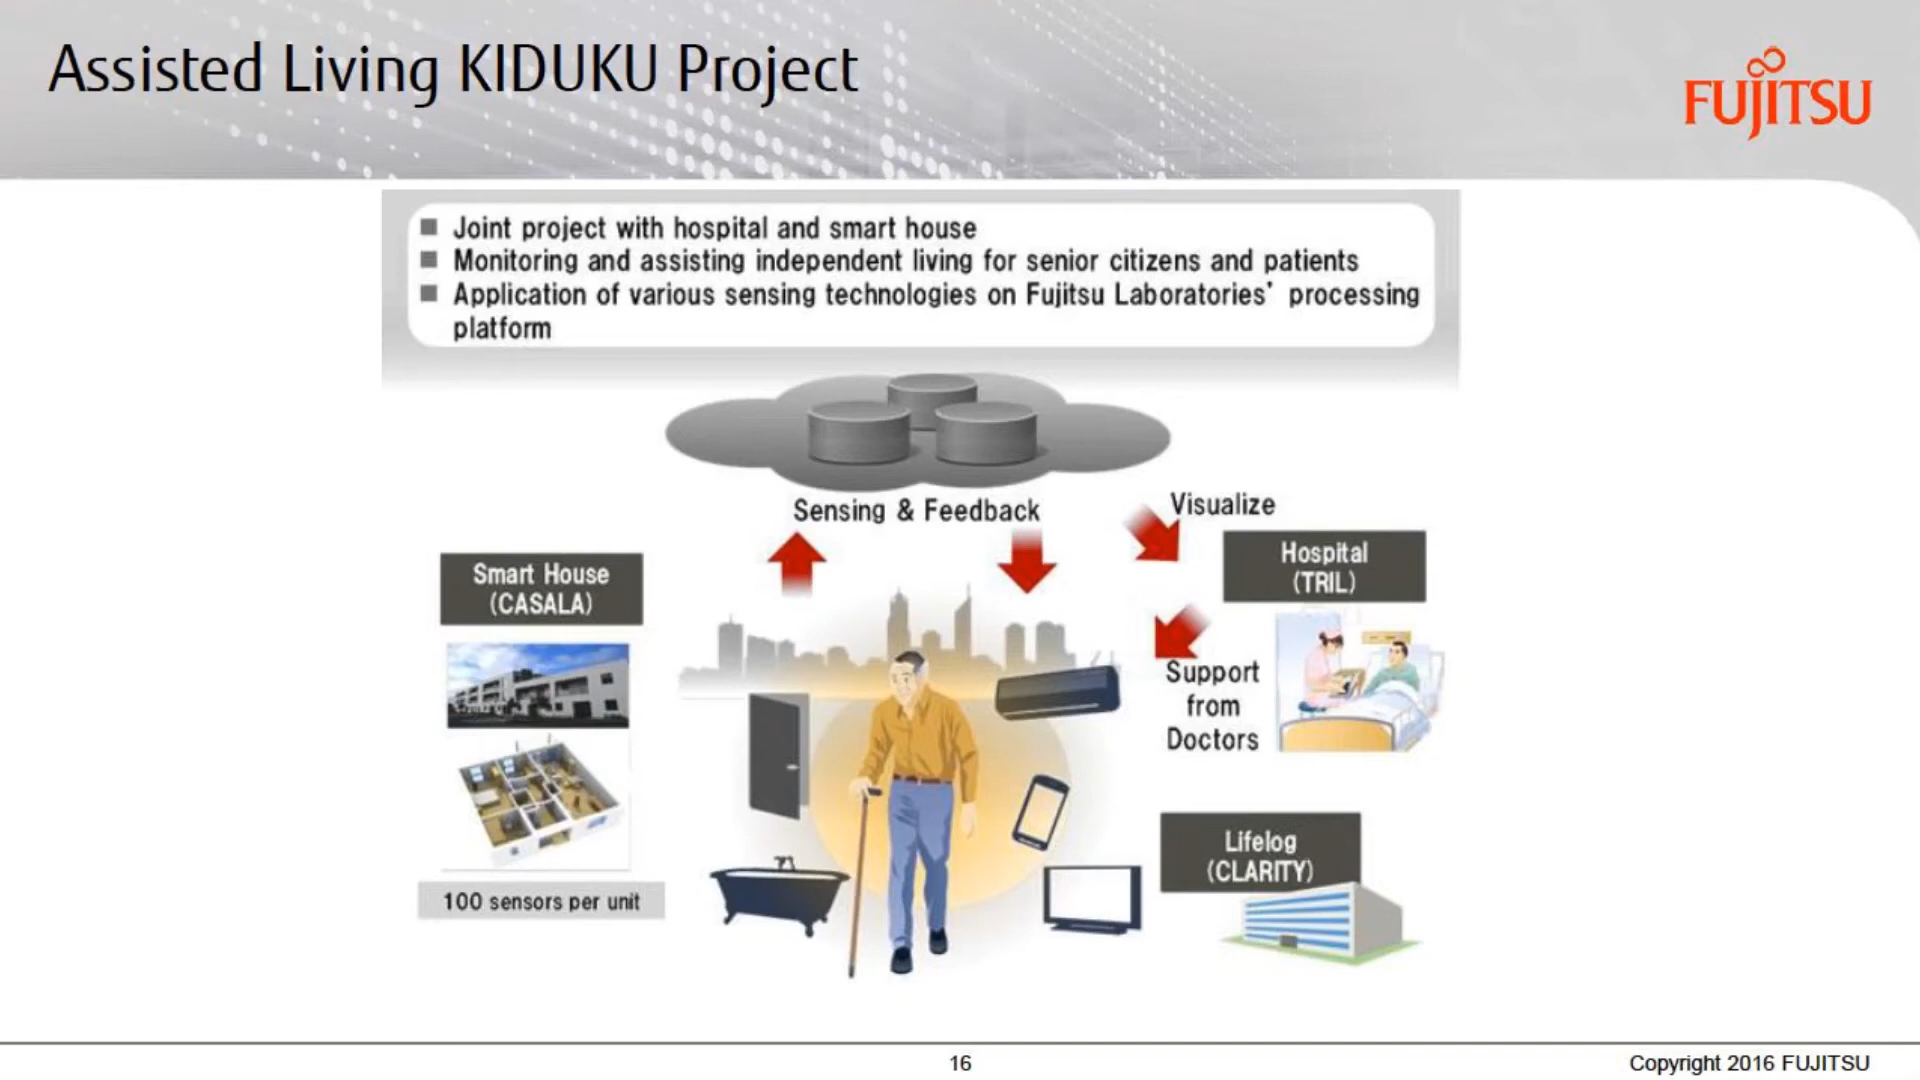 Assisted Living KIDUKU Project
FUJITSU
Joint project with hospital and smart house
Monitoring and assisting independent living for senior citizens and patients
Application of various sensing technologies on Fujitsu Laboratories' processing
platform
Sensing & Feedback
Visualize
Smart House
(CASALA)
Hospital
(TRIL)
Support
from
Doctors
Lifelog
(CLARITY)
100 sensors per unit
16
Copyright 2016 FUJITSU